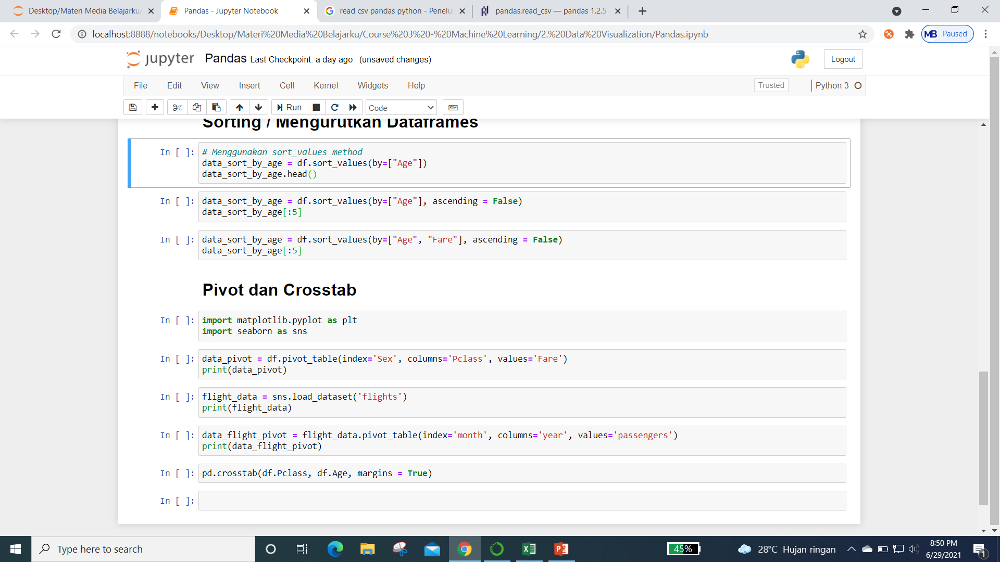 Desktop/Materi Media Belajarku/
Pandas - Jupyter Notebook
read csv pandas python - Penelu
pandas.read_csv — pandas 1.2.5
localhost:8888/notebooks/Desktop/Materi%20Media%20Belajarku/Course%203%20-%20Machine%20Learning/2.%20Data%20Visualization/Pandas.ipynb
MB Paused
jupyter Pandas Last Checkpoint: a day ago (unsaved changes)
Logout
File Edit View Insert Cell Kernel Widgets Help
Trusted
Python 3
Run
Code
Sorting / Mengurutkan Dataframes
In [ ]: # Menggunakan sort_values method
data_sort_by_age = df.sort_values(by=["Age"])
data_sort_by_age.head()
In [ ]: data_sort_by_age = df.sort_values(by=["Age"], ascending = False)
data_sort_by_age[:5]
In [ ]: data_sort_by_age = df.sort_values(by=["Age", "Fare"], ascending = False)
data_sort_by_age[:5]
Pivot dan Crosstab
In [ ]: import matplotlib.pyplot as plt
import seaborn as sns
In [ ]: data_pivot = df.pivot_table(index='Sex', columns='Pclass', values='Fare')
print(data_pivot)
In [ ]: flight_data = sns.load_dataset('flights')
print(flight_data)
In [ ]: data_flight_pivot = flight_data.pivot_table(index='month', columns='year', values='passengers')
print(data_flight_pivot)
In [ ]: pd.crosstab(df.Pclass, df.Age, margins = True)
In [ ]:
Type here to search
45%
28°C Hujan ringan
8:50 PM
6/29/2021
1